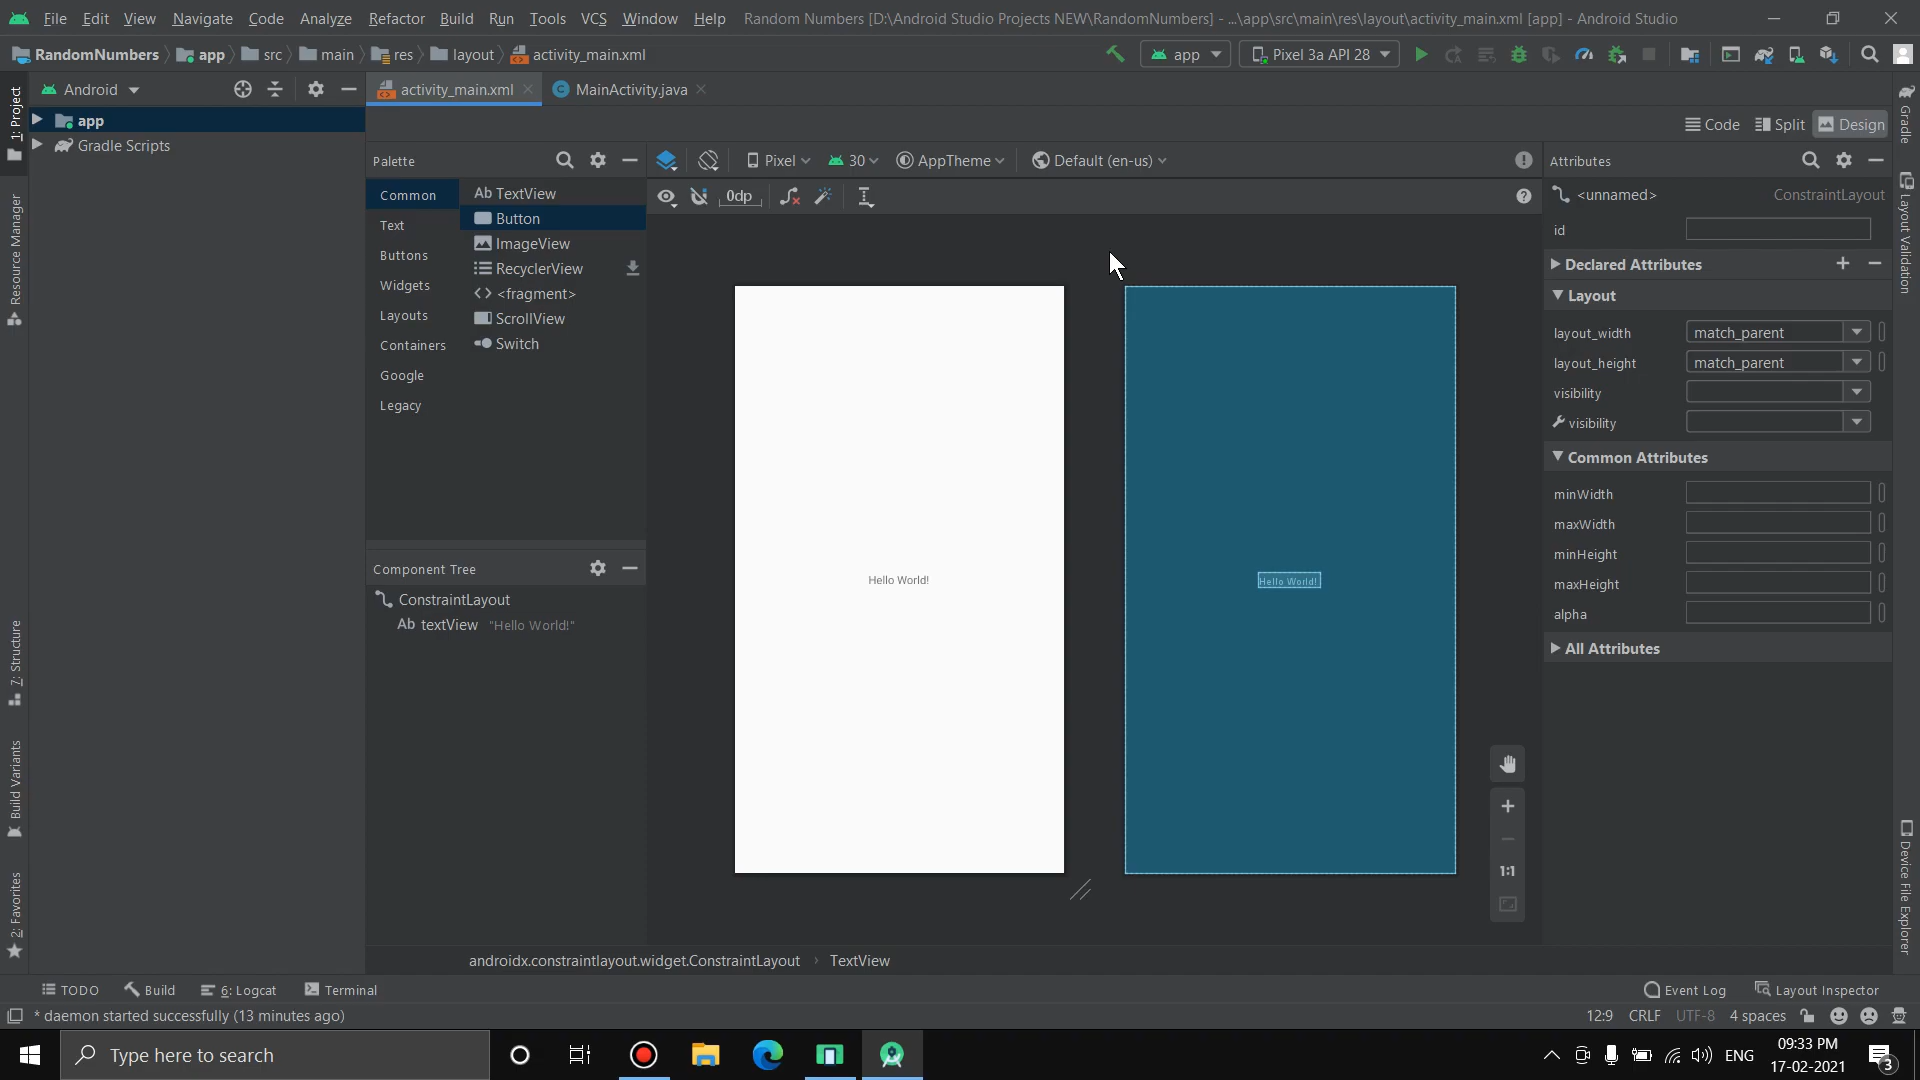 File Edit View Navigate Code Analyze Refactor Build Run Tools VCS Window Help Random Numbers [D:\Android Studio Projects NEW\RandomNumbers] - ...\app\src\main\res\layout\activity_main.xml [app] - Android Studio
RandomNumbers app src main res layout activity_main.xml app Pixel 3a API 28
Android activity_main.xml MainActivity.java
Code Split Design
1: Project
Resource Manager
7: Structure
Build Variants
2: Favorites
app
Gradle Scripts
Palette
Common
Text
Buttons
Widgets
Layouts
Containers
Google
Legacy
Ab TextView
Button
ImageView
RecyclerView
<fragment>
ScrollView
Switch
Component Tree
ConstraintLayout
Ab textView "Hello World!"
Pixel 30 AppTheme Default (en-us)
0dp
Hello World!
Hello World!
1:1
androidx.constraintlayout.widget.ConstraintLayout › TextView
Attributes
<unnamed> ConstraintLayout
id
Declared Attributes
Layout
layout_width match_parent
layout_height match_parent
visibility
visibility
Common Attributes
minWidth
maxWidth
minHeight
maxHeight
alpha
All Attributes
Gradle
Layout Validation
Device File Explorer
TODO Build 6: Logcat Terminal Event Log Layout Inspector
* daemon started successfully (13 minutes ago) 12:9 CRLF UTF-8 4 spaces
Type here to search ENG 09:33 PM
17-02-2021 3